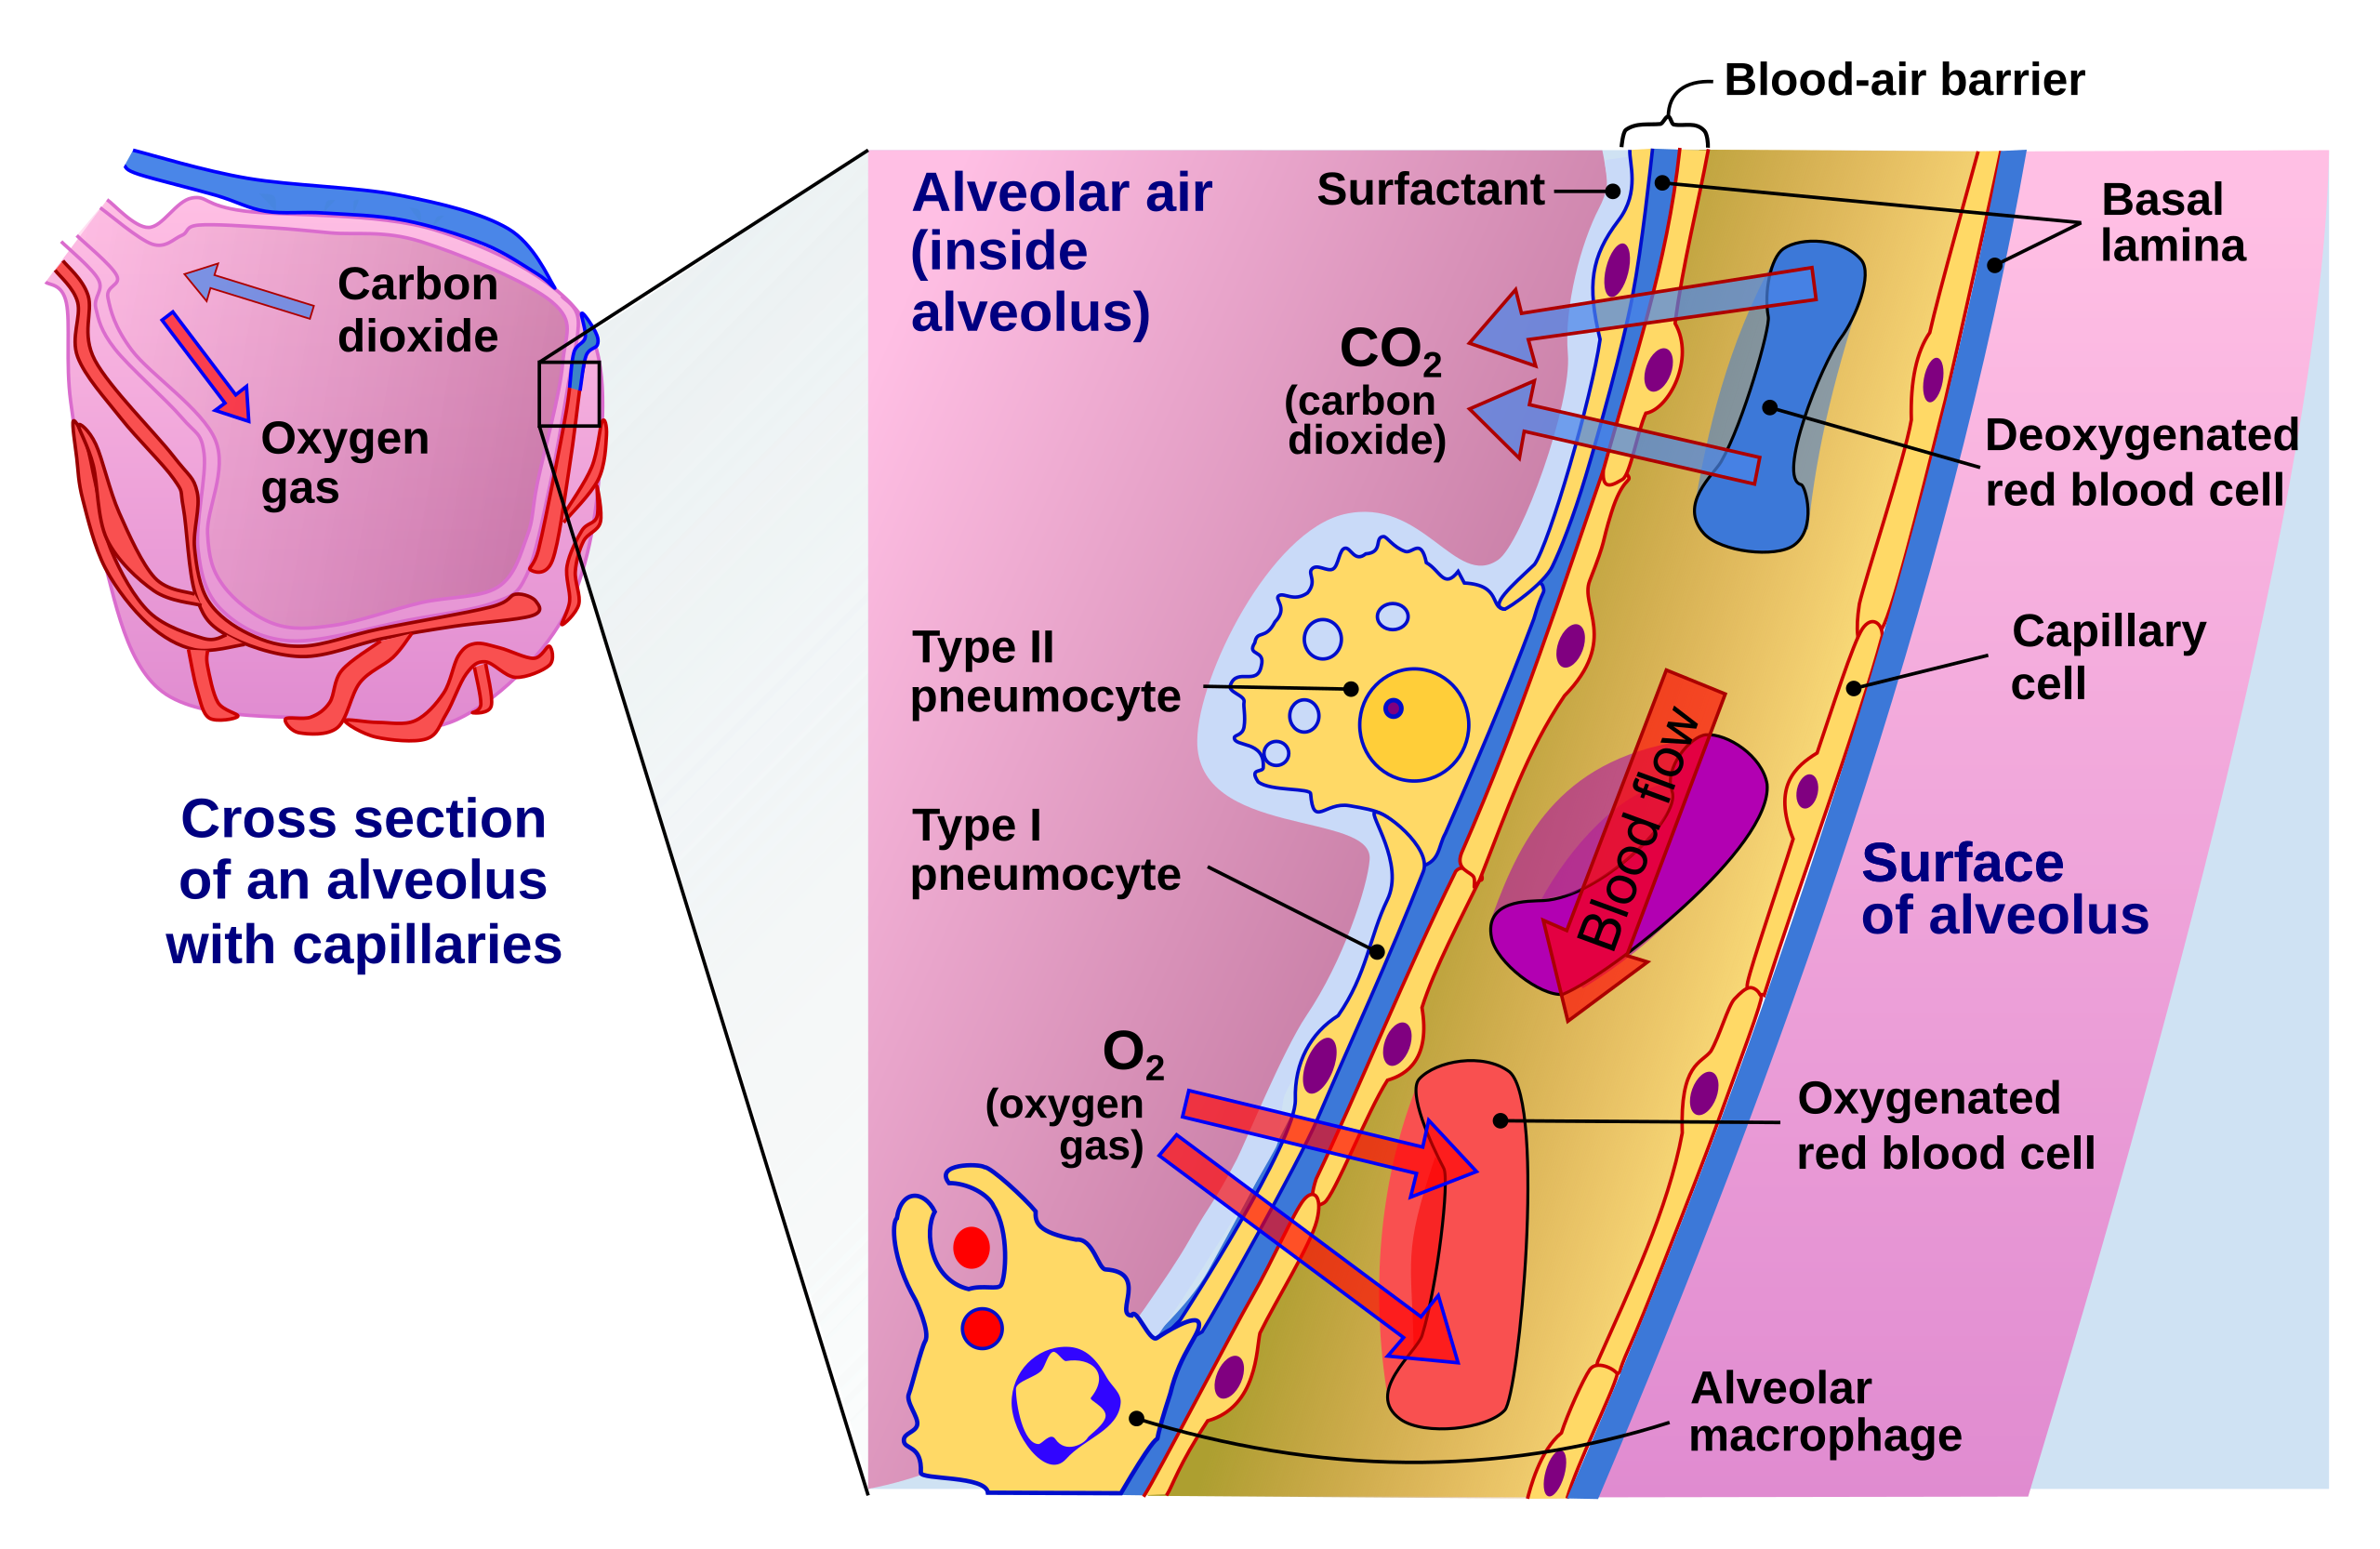 Blood-air barrier
Alveolar air
(inside
alveolus)
Surfactant
Basal
lamina
Carbon
dioxide
Oxygen
gas
CO2
(carbon
dioxide)
Deoxygenated
red blood cell
Type II
pneumocyte
Capillary
cell
Blood flow
Cross section
of an alveolus
with capillaries
Type I
pneumocyte
Surface
of alveolus
O2
(oxygen
gas)
Oxygenated
red blood cell
Alveolar
macrophage